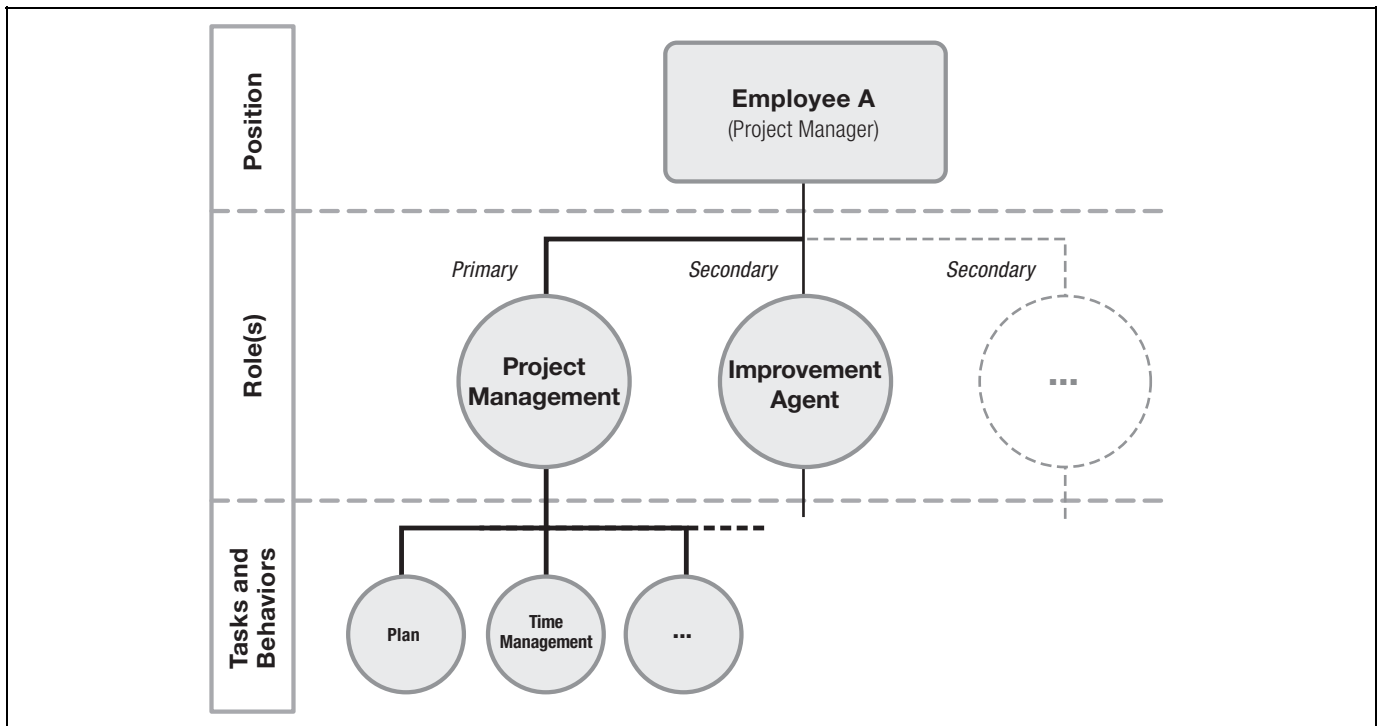 Position
Employee A
(Project Manager)
Role(s)
Primary
Secondary
Secondary
Project
Management
Improvement
Agent
...
Tasks and
Behaviors
Plan
Time
Management
...